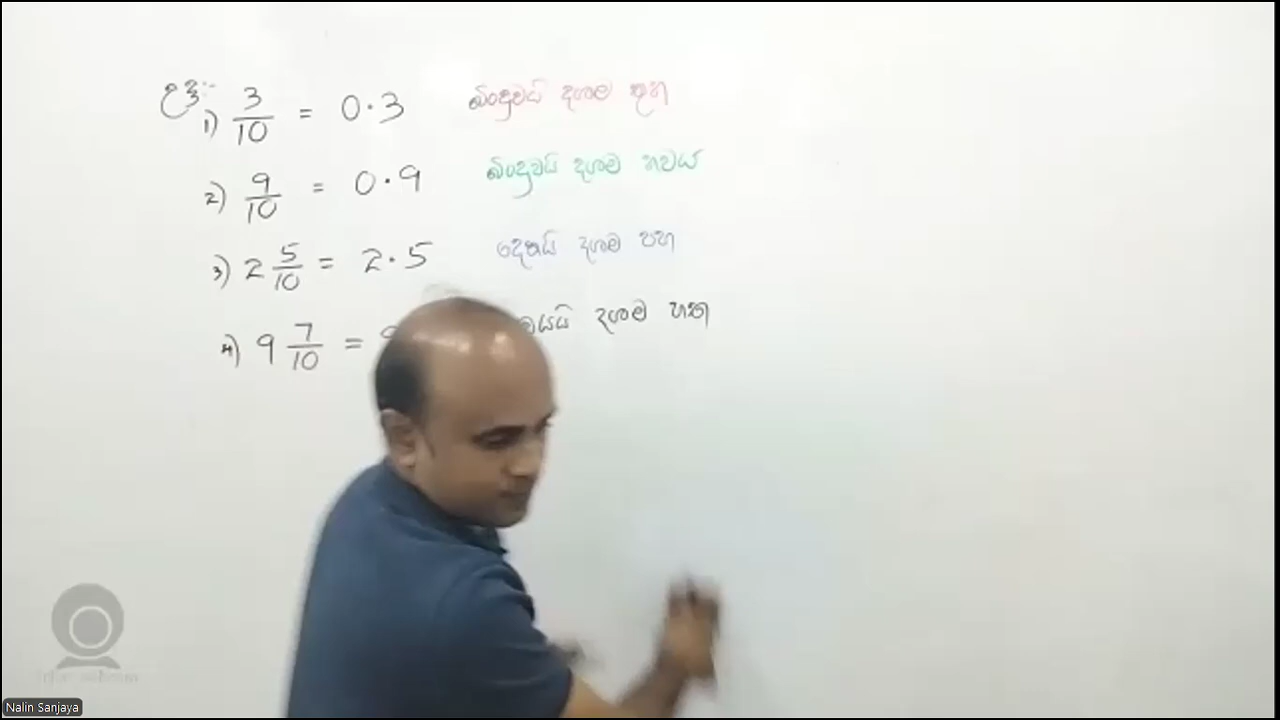 උදා:-
1) 3/10 = 0.3 බිංදුවයි දශම තුන
2) 9/10 = 0.9 බිංදුවයි දශම නවය
3) 2 5/10 = 2.5 දෙකයි දශම පහ
4) 9 7/10 = දශම හත
Nalin Sanjaya